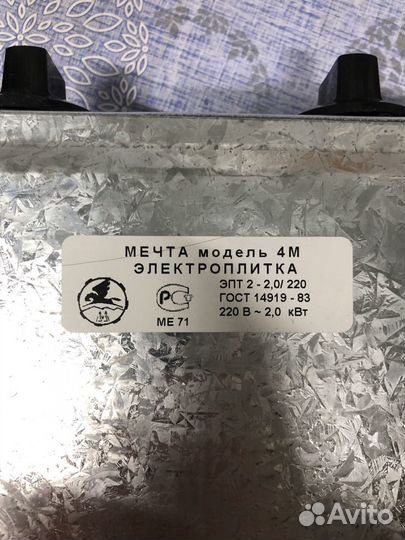 МЕЧТА модель 4М
ЭЛЕКТРОПЛИТКА
ЭПТ 2 - 2,0/ 220
ГОСТ 14919 - 83
220 В ~ 2,0 кВт
РСТ
МЕ 71
Avito